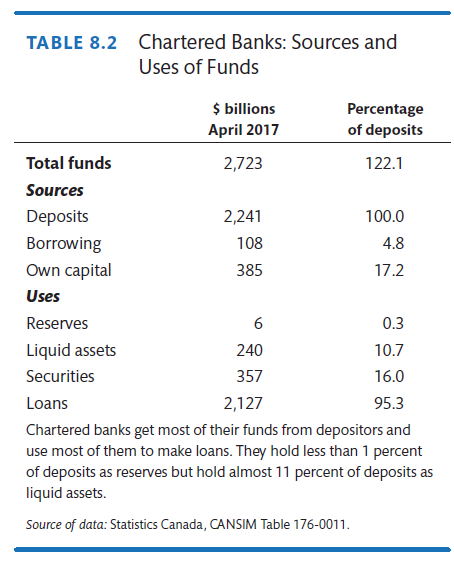 TABLE 8.2 Chartered Banks: Sources and
Uses of Funds
$ billions Percentage
April 2017 of deposits
Total funds 2,723 122.1
Sources
Deposits 2,241 100.0
Borrowing 108 4.8
Own capital 385 17.2
Uses
Reserves 6 0.3
Liquid assets 240 10.7
Securities 357 16.0
Loans 2,127 95.3
Chartered banks get most of their funds from depositors and
use most of them to make loans. They hold less than 1 percent
of deposits as reserves but hold almost 11 percent of deposits as
liquid assets.
Source of data: Statistics Canada, CANSIM Table 176-0011.